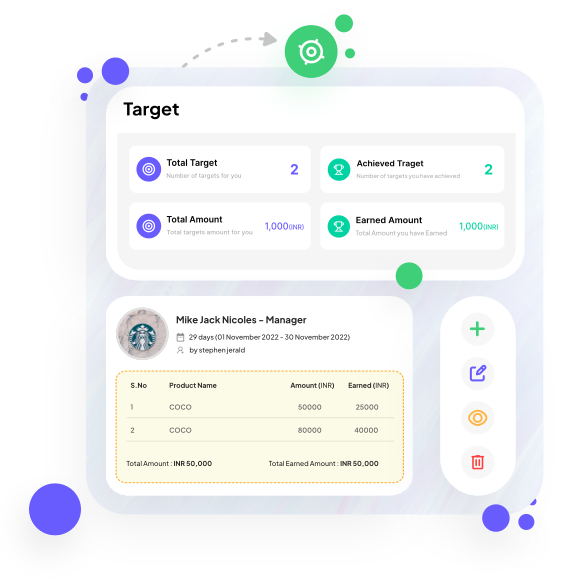 Target
Total Target
Number of targets for you
2
Achieved Traget
Number of targets you have achieved
2
Total Amount
Total targets amount for you
1,000(INR)
Earned Amount
Total Amount you have Earned
1,000(INR)
Mike Jack Nicoles - Manager
29 days (01 November 2022 - 30 November 2022)
by stephen jerald
S.No Product Name Amount (INR) Earned (INR)
1 COCO 50000 25000
2 COCO 80000 40000
Total Amount : INR 50,000 Total Earned Amount : INR 50,000